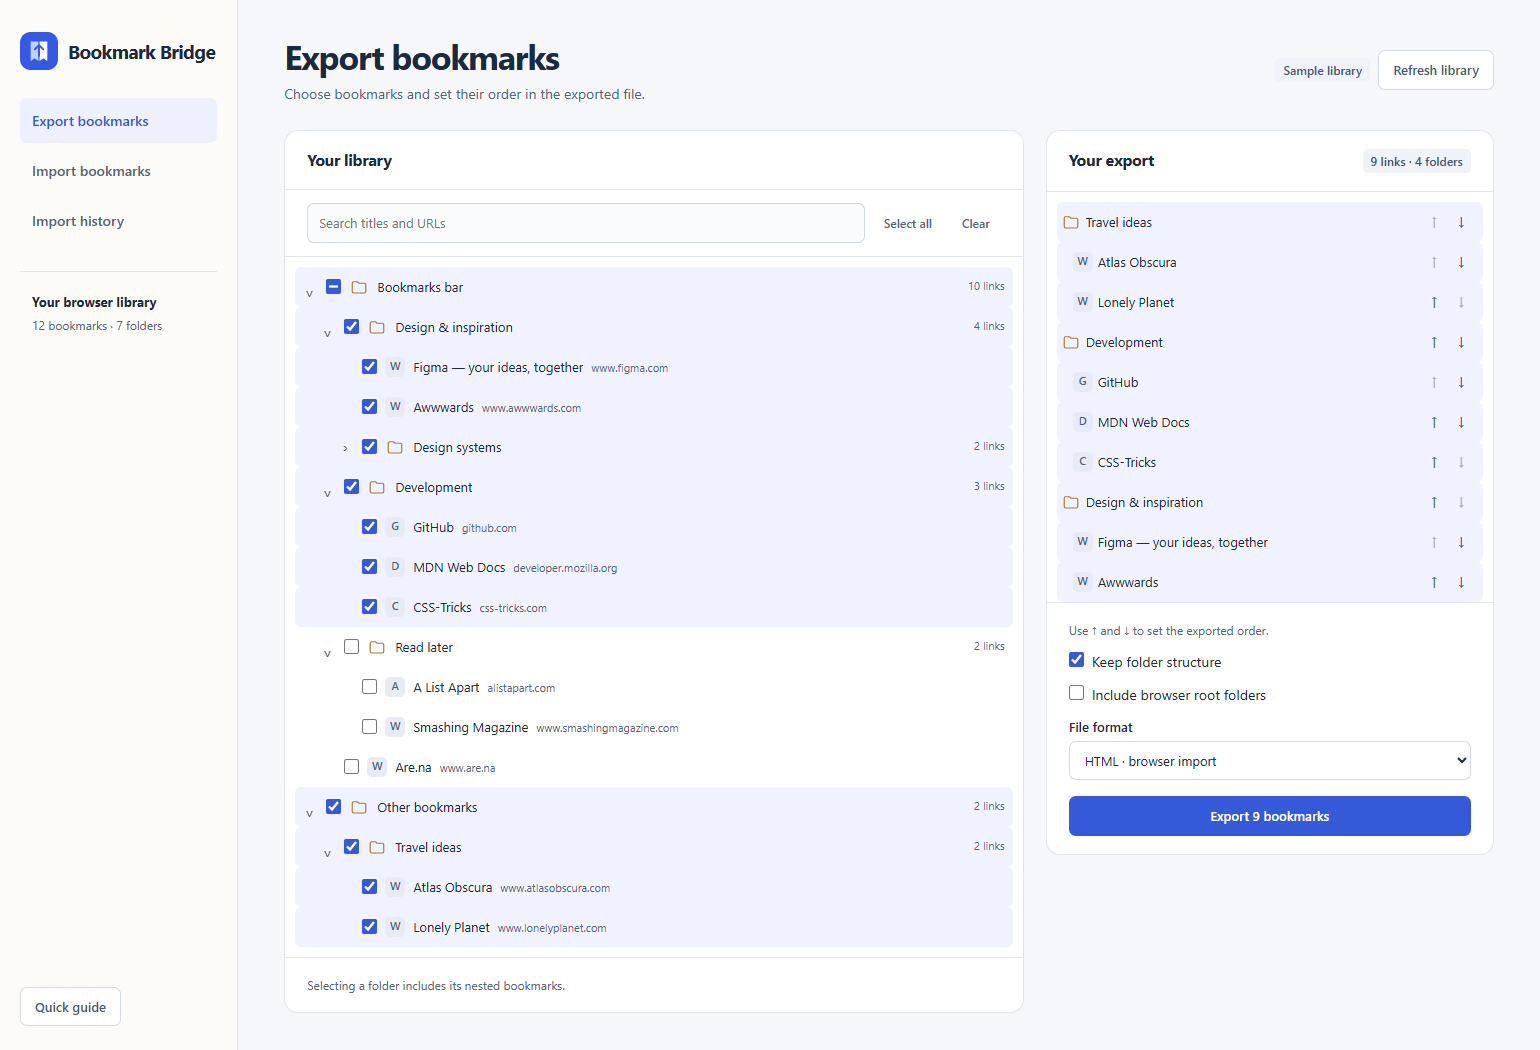 Bookmark Bridge
Export bookmarks
Import bookmarks
Import history
Your browser library
12 bookmarks · 7 folders
Quick guide
Export bookmarks
Choose bookmarks and set their order in the exported file.
Sample library
Refresh library
Your library
Search titles and URLs
Select all
Clear
Bookmarks bar 10 links
Design & inspiration 4 links
W Figma — your ideas, together www.figma.com
W Awwwards www.awwwards.com
Design systems 2 links
Development 3 links
G GitHub github.com
D MDN Web Docs developer.mozilla.org
C CSS-Tricks css-tricks.com
Read later 2 links
A A List Apart alistapart.com
W Smashing Magazine www.smashingmagazine.com
W Are.na www.are.na
Other bookmarks 2 links
Travel ideas 2 links
W Atlas Obscura www.atlasobscura.com
W Lonely Planet www.lonelyplanet.com
Selecting a folder includes its nested bookmarks.
Your export
9 links · 4 folders
Travel ideas ↑ ↓
W Atlas Obscura ↑ ↓
W Lonely Planet ↑ ↓
Development ↑ ↓
G GitHub ↑ ↓
D MDN Web Docs ↑ ↓
C CSS-Tricks ↑ ↓
Design & inspiration ↑ ↓
W Figma — your ideas, together ↑ ↓
W Awwwards ↑ ↓
Use ↑ and ↓ to set the exported order.
Keep folder structure
Include browser root folders
File format
HTML · browser import
Export 9 bookmarks